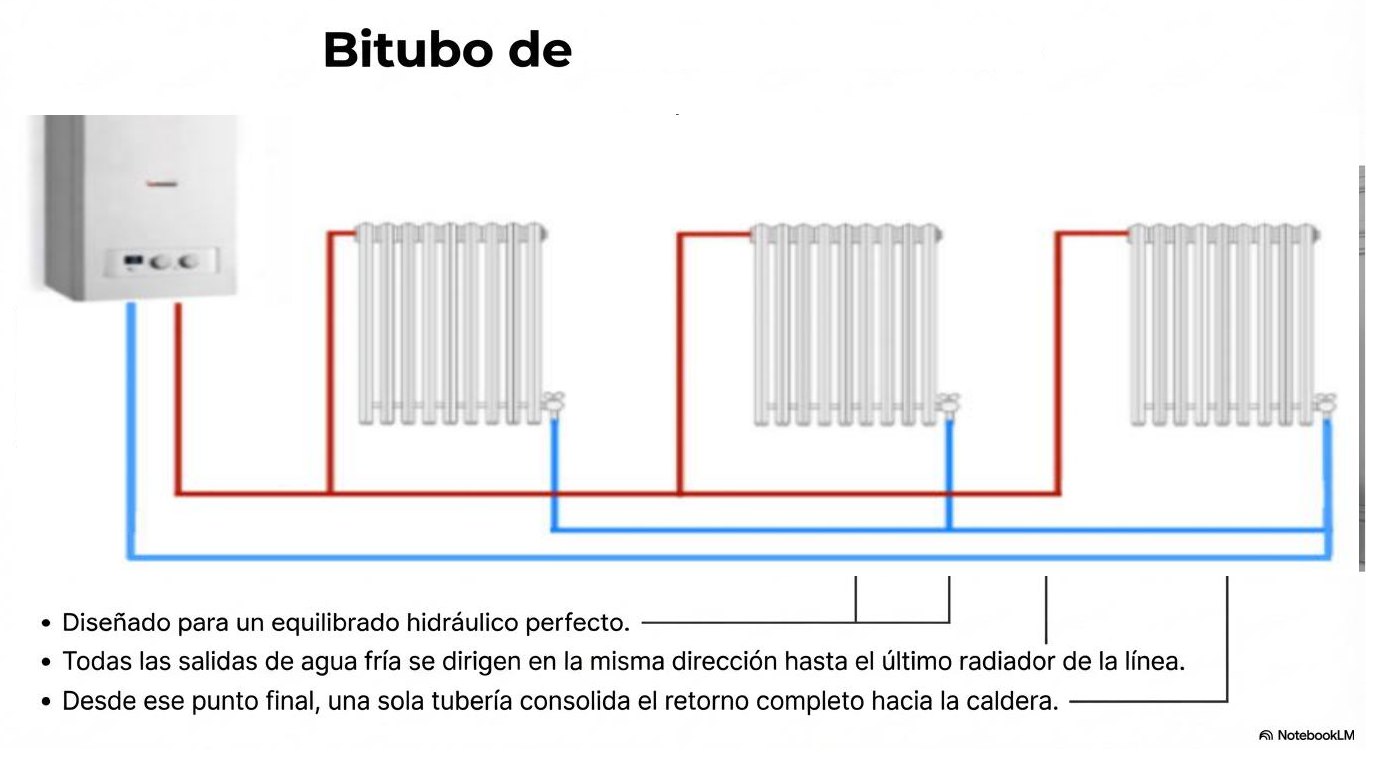 Bitubo de
• Diseñado para un equilibrado hidráulico perfecto.
• Todas las salidas de agua fría se dirigen en la misma dirección hasta el último radiador de la línea.
• Desde ese punto final, una sola tubería consolida el retorno completo hacia la caldera.
NotebookLM